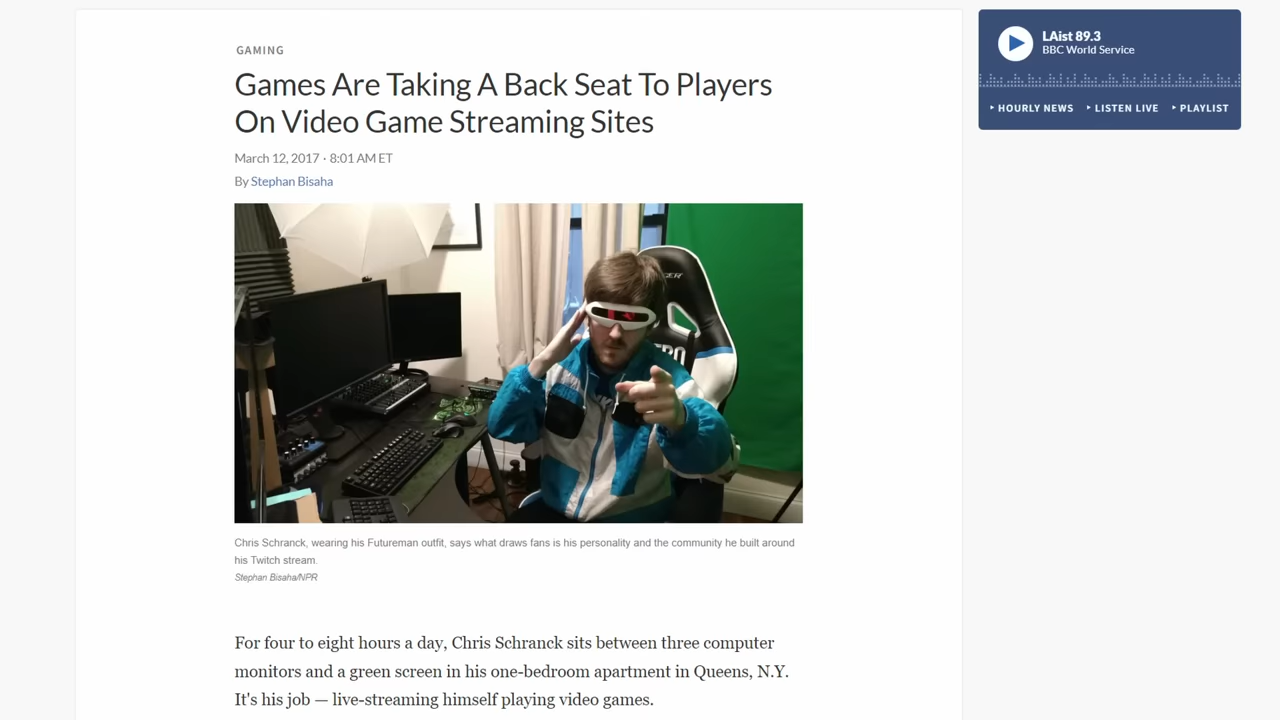 GAMING
Games Are Taking A Back Seat To Players
On Video Game Streaming Sites
March 12, 2017 · 8:01 AM ET
By Stephan Bisaha
Chris Schranck, wearing his Futureman outfit, says what draws fans is his personality and the community he built around
his Twitch stream.
Stephan Bisaha/NPR
For four to eight hours a day, Chris Schranck sits between three computer
monitors and a green screen in his one-bedroom apartment in Queens, N.Y.
It's his job — live-streaming himself playing video games.
LAist 89.3
BBC World Service
HOURLY NEWS
LISTEN LIVE
PLAYLIST